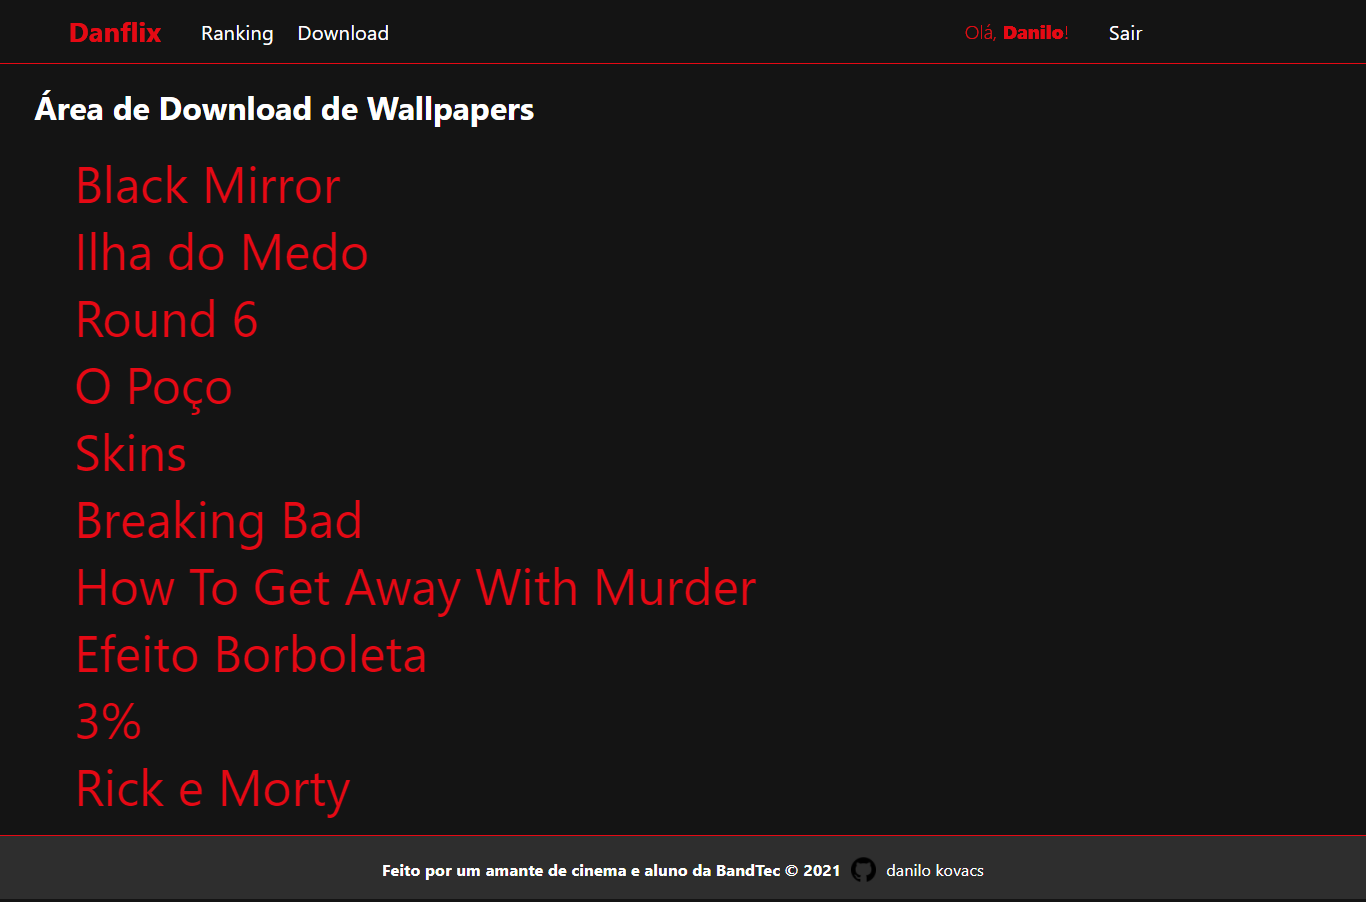 Danflix Ranking Download Olá, Danilo! Sair
Área de Download de Wallpapers
Black Mirror
Ilha do Medo
Round 6
O Poço
Skins
Breaking Bad
How To Get Away With Murder
Efeito Borboleta
3%
Rick e Morty
Feito por um amante de cinema e aluno da BandTec © 2021 danilo kovacs